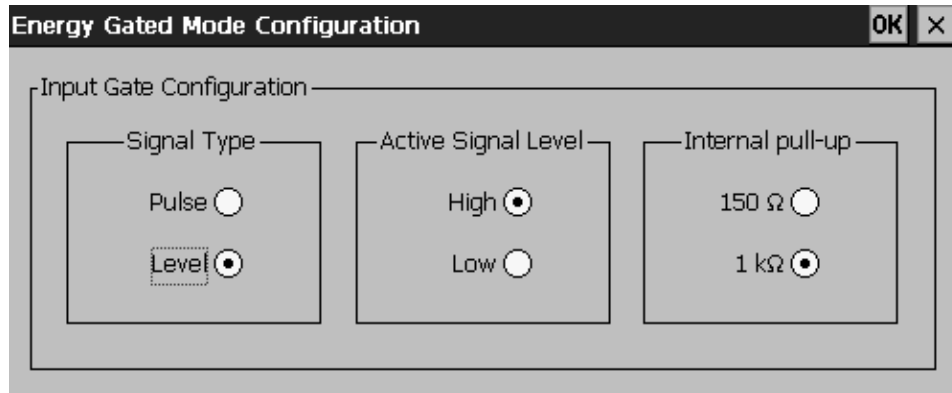 Energy Gated Mode Configuration OK ×
Input Gate Configuration
Signal Type Active Signal Level Internal pull-up
Pulse High 150 Ω
Level Low 1 kΩ